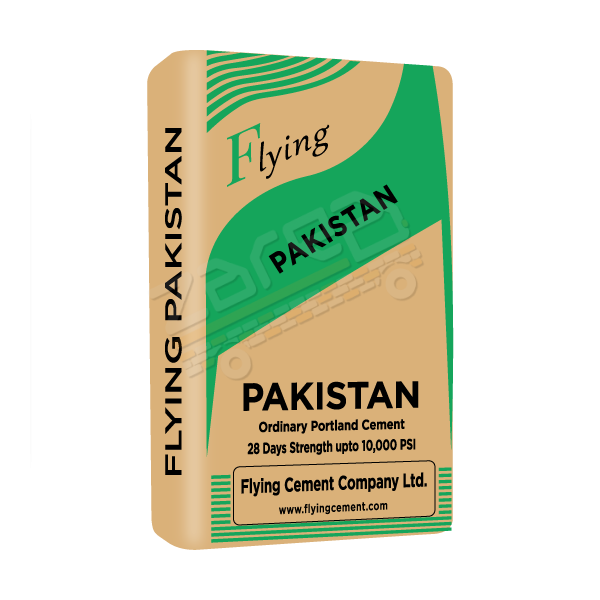 FLYING PAKISTAN
Flying
PAKISTAN
zarea
PAKISTAN
Ordinary Portland Cement
28 Days Strength upto 10,000 PSI
Flying Cement Company Ltd.
www.flyingcement.com